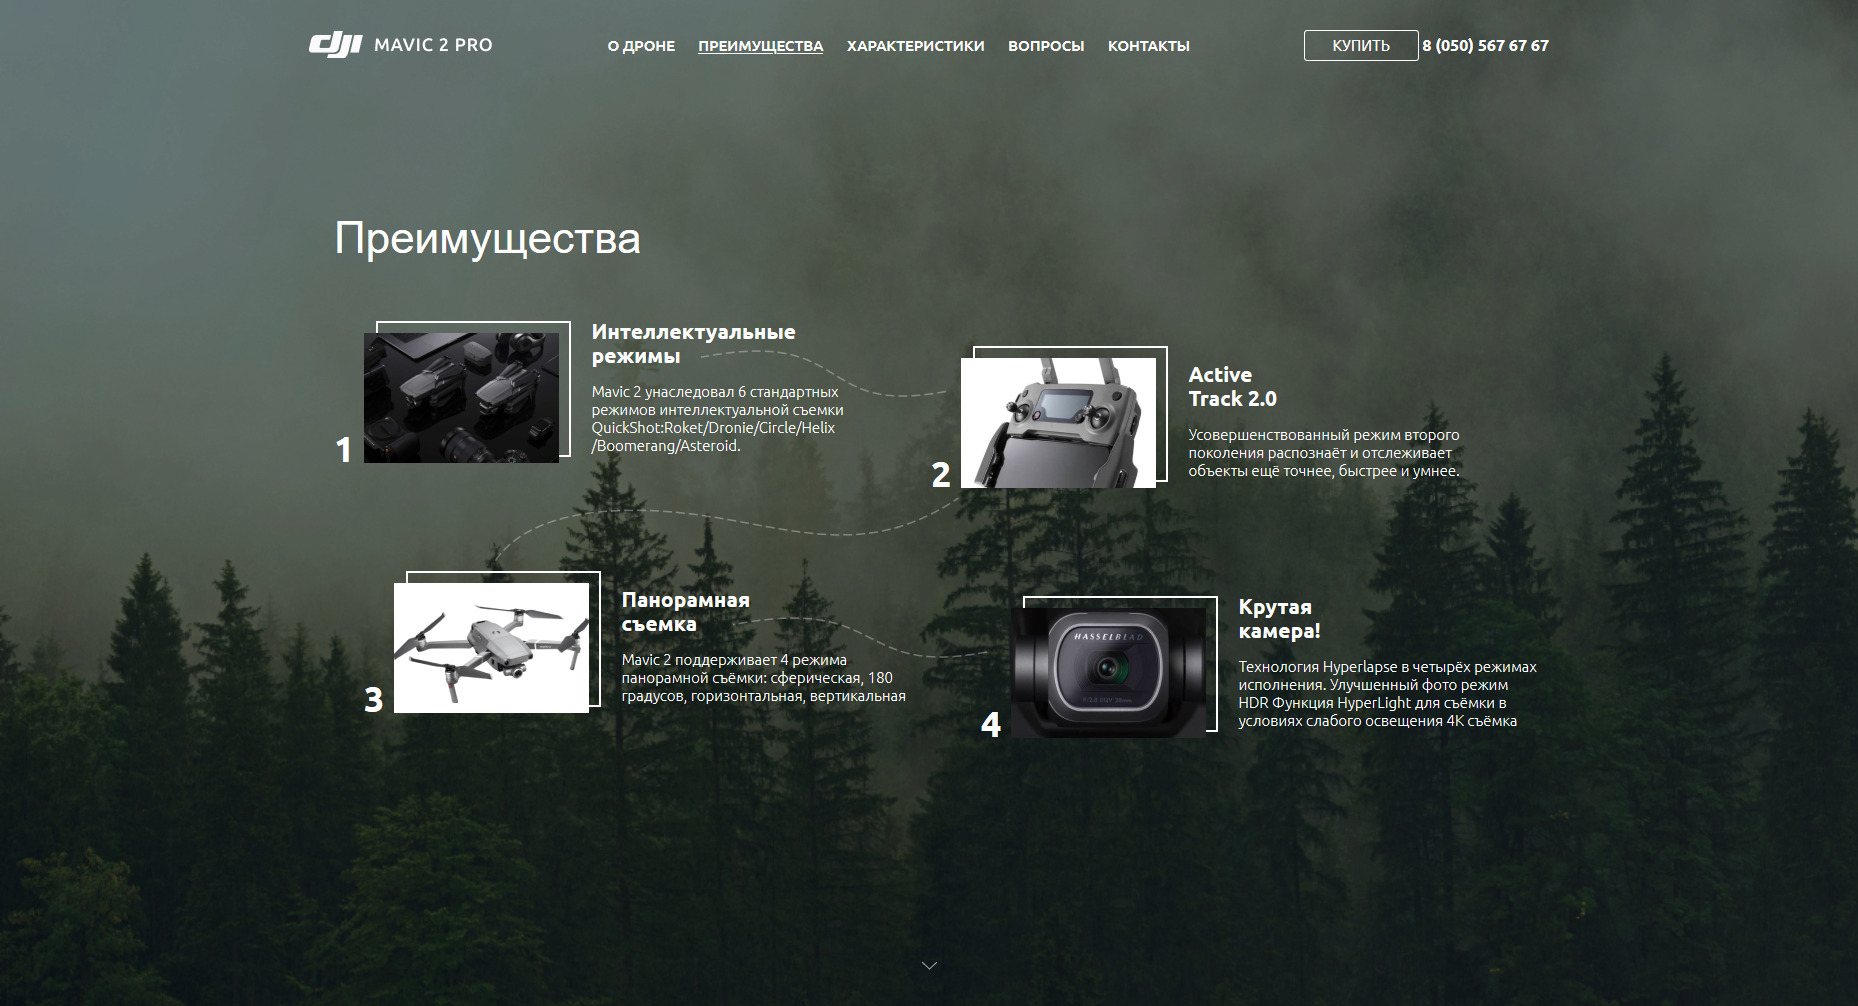 dji MAVIC 2 PRO
О ДРОНЕ ПРЕИМУЩЕСТВА ХАРАКТЕРИСТИКИ ВОПРОСЫ КОНТАКТЫ
КУПИТЬ 8 (050) 567 67 67
Преимущества
1
Интеллектуальные
режимы
Mavic 2 унаследовал 6 стандартных
режимов интеллектуальной съемки
QuickShot:Roket/Dronie/Circle/Helix
/Boomerang/Asteroid.
2
Active
Track 2.0
Усовершенствованный режим второго
поколения распознаёт и отслеживает
объекты ещё точнее, быстрее и умнее.
3
Панорамная
съемка
Mavic 2 поддерживает 4 режима
панорамной съёмки: сферическая, 180
градусов, горизонтальная, вертикальная
4
HASSELBLAD
Крутая
камера!
Технология Hyperlapse в четырёх режимах
исполнения. Улучшенный фото режим
HDR Функция HyperLight для съёмки в
условиях слабого освещения 4K съёмка